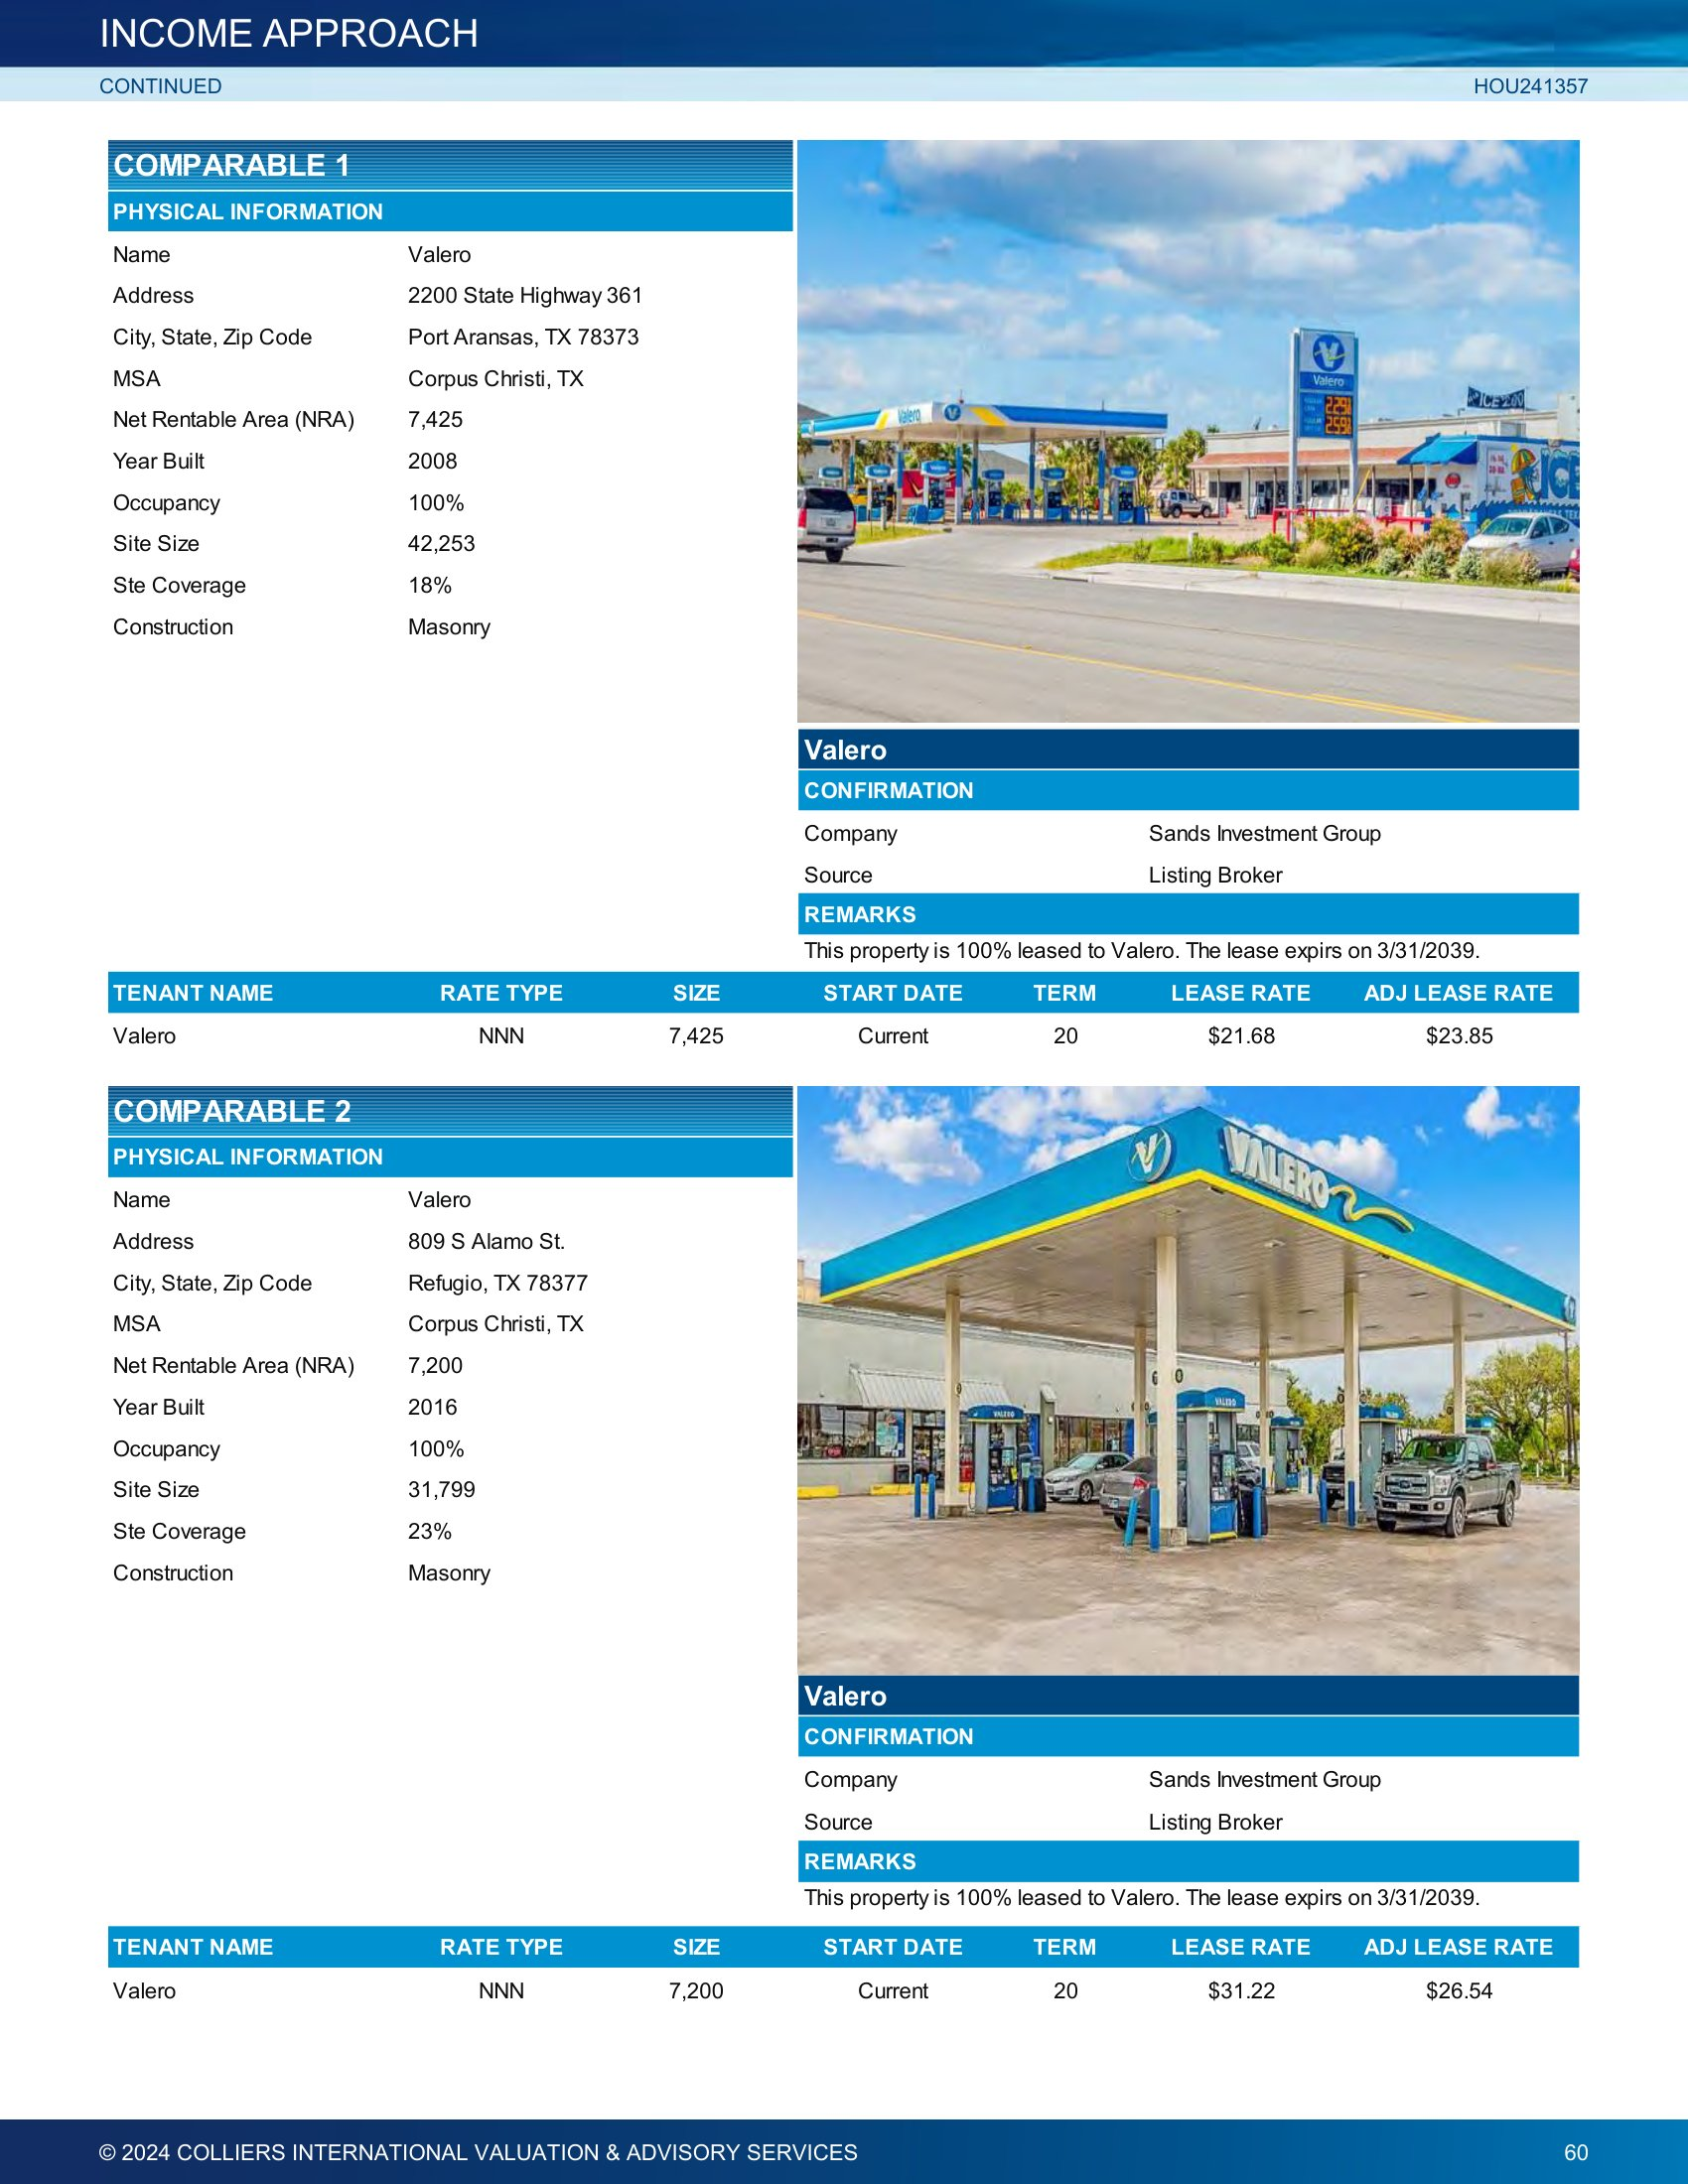 INCOME APPROACH
CONTINUED HOU241357
COMPARABLE 1
PHYSICAL INFORMATION
Name Valero
Address 2200 State Highway 361
City, State, Zip Code Port Aransas, TX 78373
MSA Corpus Christi, TX
Net Rentable Area (NRA) 7,425
Year Built 2008
Occupancy 100%
Site Size 42,253
Ste Coverage 18%
Construction Masonry
Valero
Valero
ICE 2.00
ICE
Valero
CONFIRMATION
Company Sands Investment Group
Source Listing Broker
REMARKS
This property is 100% leased to Valero. The lease expirs on 3/31/2039.
TENANT NAME RATE TYPE SIZE START DATE TERM LEASE RATE ADJ LEASE RATE
Valero NNN 7,425 Current 20 $21.68 $23.85
COMPARABLE 2
PHYSICAL INFORMATION
Name Valero
Address 809 S Alamo St.
City, State, Zip Code Refugio, TX 78377
MSA Corpus Christi, TX
Net Rentable Area (NRA) 7,200
Year Built 2016
Occupancy 100%
Site Size 31,799
Ste Coverage 23%
Construction Masonry
VALERO
VALERO
VALERO
Valero
CONFIRMATION
Company Sands Investment Group
Source Listing Broker
REMARKS
This property is 100% leased to Valero. The lease expirs on 3/31/2039.
TENANT NAME RATE TYPE SIZE START DATE TERM LEASE RATE ADJ LEASE RATE
Valero NNN 7,200 Current 20 $31.22 $26.54
© 2024 COLLIERS INTERNATIONAL VALUATION & ADVISORY SERVICES 60